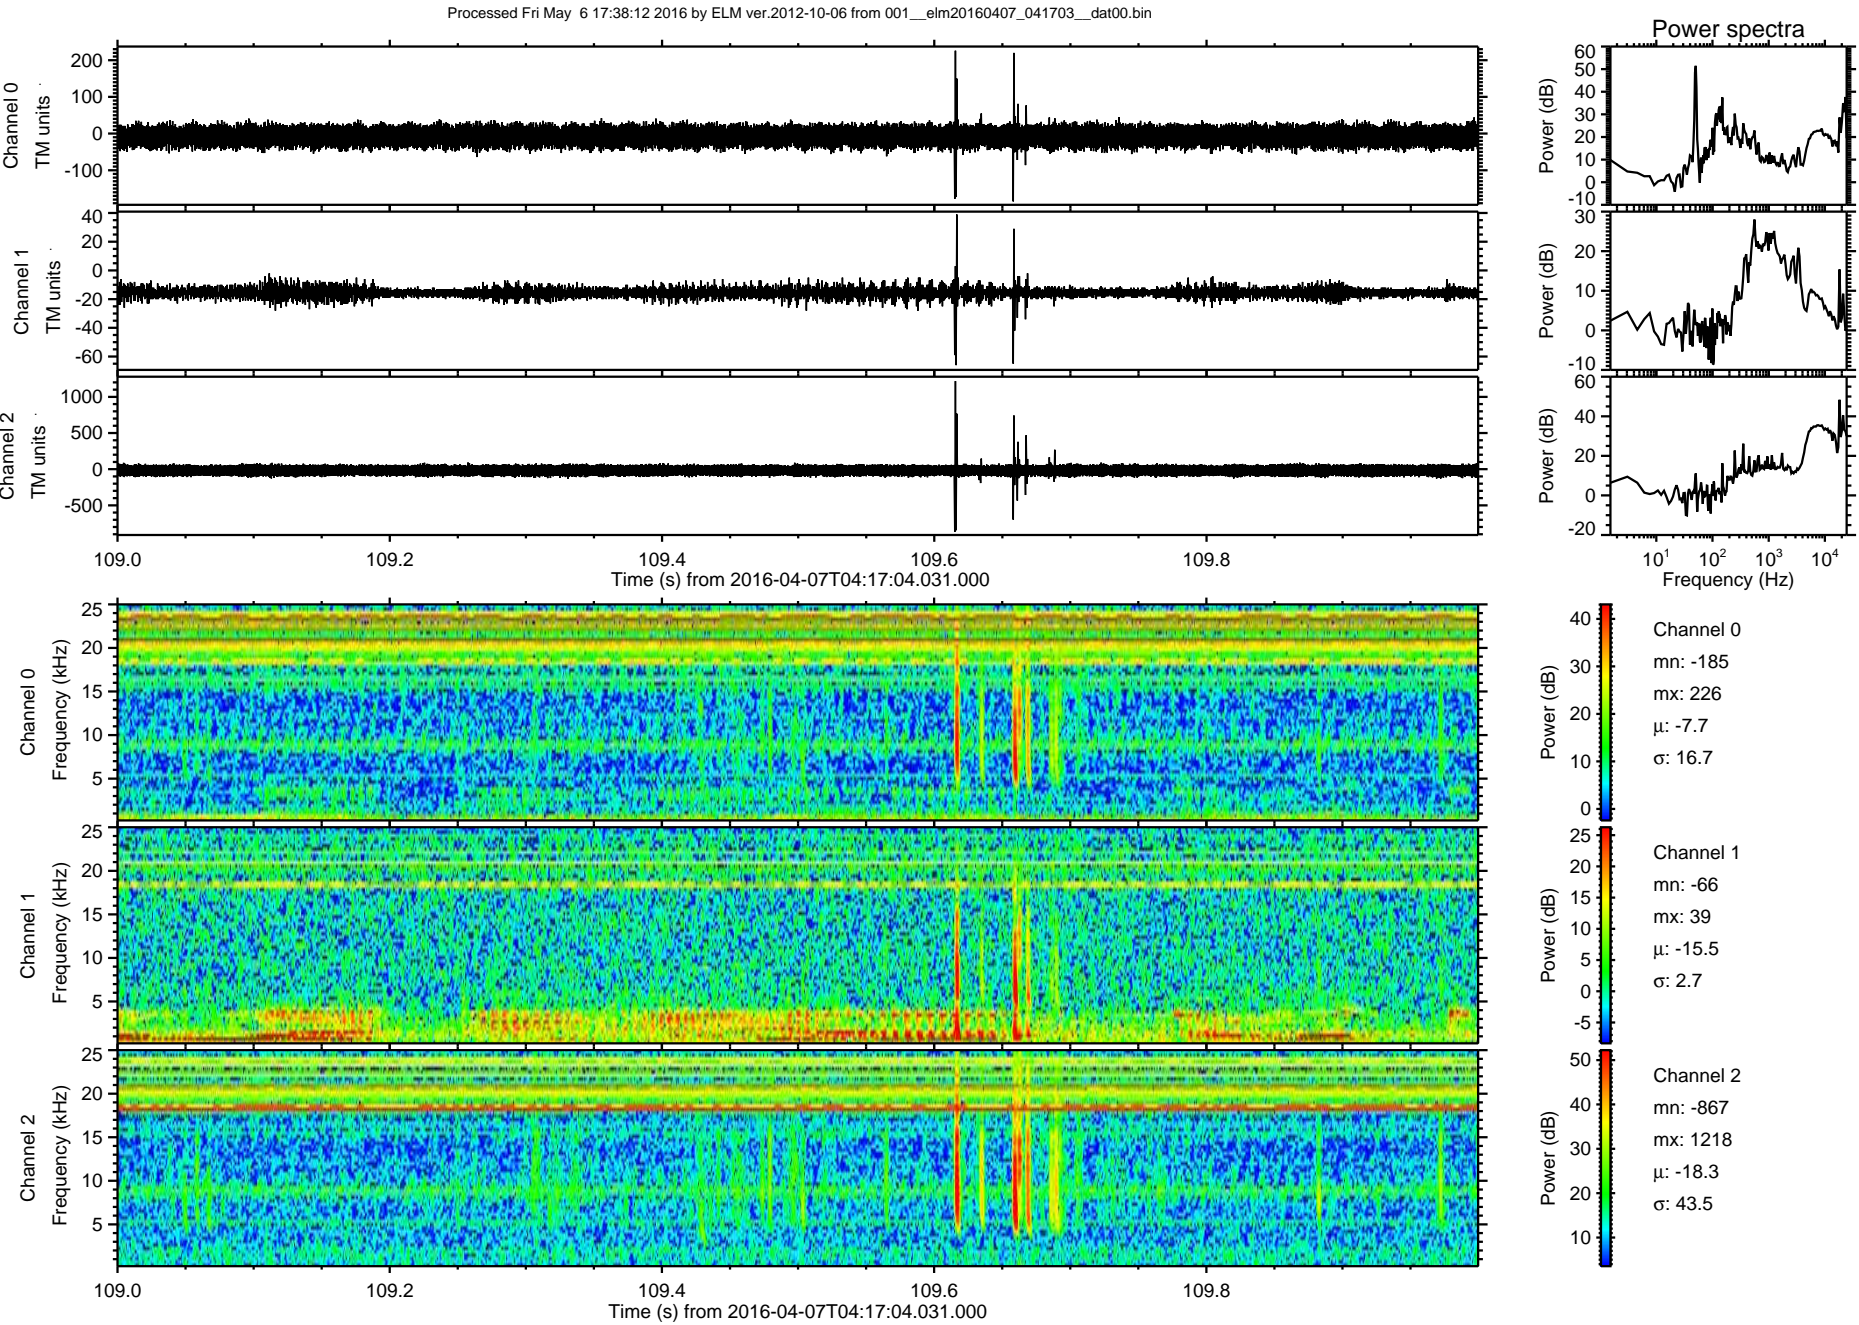 Processed Fri May  6 17:38:12 2016 by ELM ver.2012-10-06 from 001__elm20160407_041703__dat00.bin
Power spectra
Channel 0
TM units
200
100
0
-100
Power (dB)
60
50
40
30
20
10
0
-10
Channel 1
TM units
40
20
0
-20
-40
-60
Power (dB)
30
20
10
0
-10
Channel 2
TM units
1000
500
0
-500
Power (dB)
60
40
20
0
-20
109.0
109.2
109.4
109.6
109.8
Time (s) from 2016-04-07T04:17:04.031.000
10^1
10^2
10^3
10^4
Frequency (Hz)
Channel 0
Frequency (kHz)
25
20
15
10
5
Power (dB)
40
30
20
10
0
Channel 0
mn: -185
mx: 226
μ: -7.7
σ: 16.7
Channel 1
Frequency (kHz)
25
20
15
10
5
Power (dB)
25
20
15
10
5
0
-5
Channel 1
mn: -66
mx: 39
μ: -15.5
σ: 2.7
Channel 2
Frequency (kHz)
25
20
15
10
5
Power (dB)
50
40
30
20
10
Channel 2
mn: -867
mx: 1218
μ: -18.3
σ: 43.5
109.0
109.2
109.4
109.6
109.8
Time (s) from 2016-04-07T04:17:04.031.000